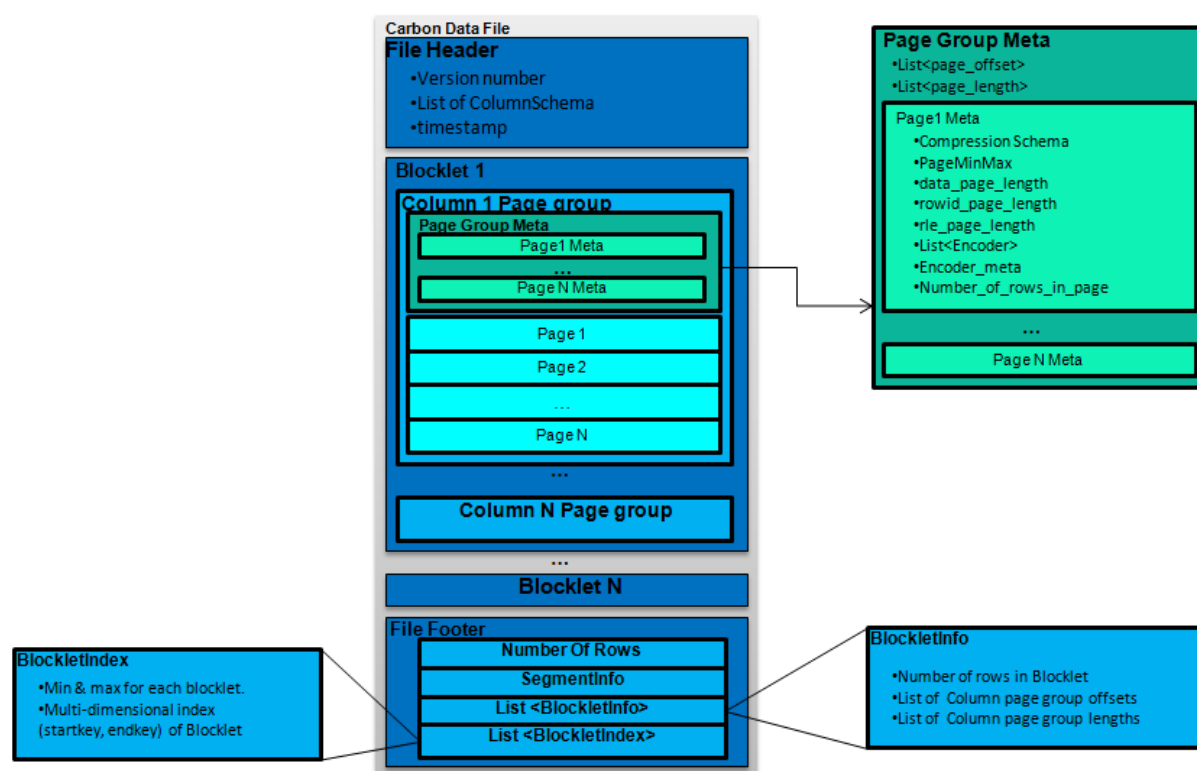 Carbon Data File
File Header
•Version number
•List of ColumnSchema
•timestamp
Blocklet 1
Column 1 Page group
Page Group Meta
Page1 Meta
...
Page N Meta
Page 1
Page 2
...
Page N
...
Column N Page group
...
Blocklet N
File Footer
Number Of Rows
SegmentInfo
List <BlockletInfo>
List <BlockletIndex>
Page Group Meta
•List<page_offset>
•List<page_length>
Page1 Meta
•Compression Schema
•PageMinMax
•data_page_length
•rowid_page_length
•rle_page_length
•List<Encoder>
•Encoder_meta
•Number_of_rows_in_page
...
Page N Meta
BlockletIndex
•Min & max for each blocklet.
•Multi-dimensional index
(startkey, endkey) of Blocklet
BlockletInfo
•Number of rows in Blocklet
•List of Column page group offsets
•List of Column page group lengths